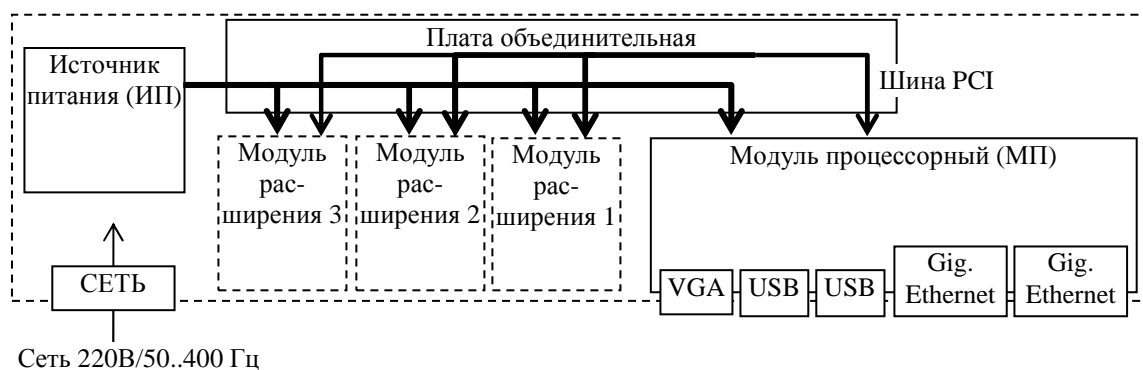 Плата объединительная
Источник
питания (ИП)
Шина PCI
Модуль
рас-
ширения 3
Модуль
рас-
ширения 2
Модуль
рас-
ширения 1
Модуль процессорный (МП)
СЕТЬ
VGA
USB
USB
Gig.
Ethernet
Gig.
Ethernet
Сеть 220В/50..400 Гц